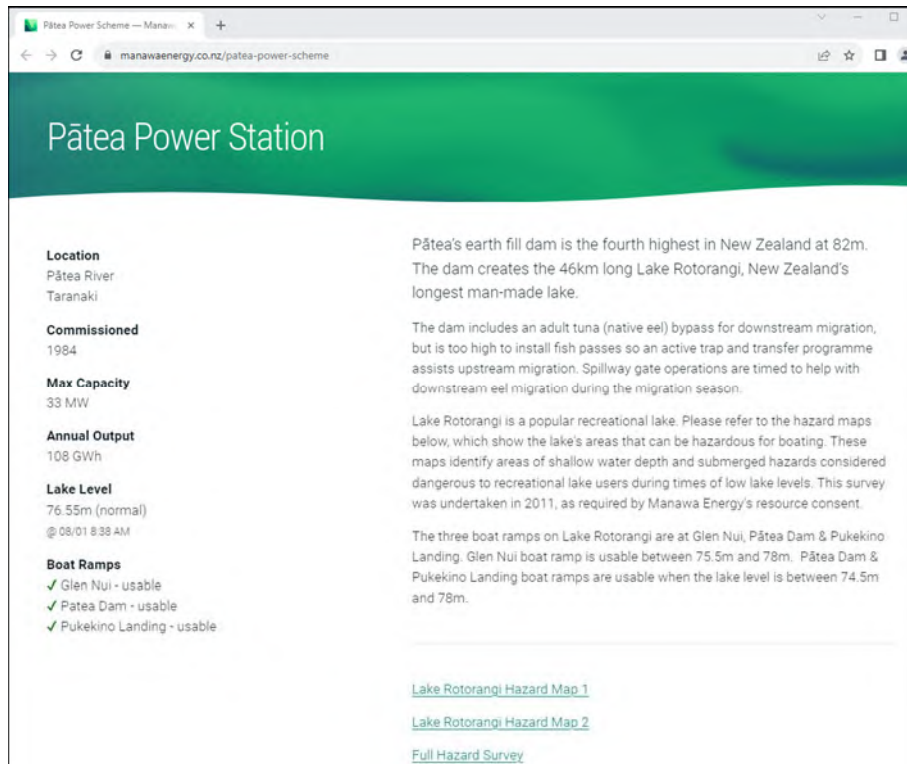 Pātea Power Scheme — Manaw
manawaenergy.co.nz/patea-power-scheme
Pātea Power Station
Location
Pātea River
Taranaki
Commissioned
1984
Max Capacity
33 MW
Annual Output
108 GWh
Lake Level
76.55m (normal)
@ 08/01 8:38 AM
Boat Ramps
✓ Glen Nui - usable
✓ Patea Dam - usable
✓ Pukekino Landing - usable
Pātea's earth fill dam is the fourth highest in New Zealand at 82m.
The dam creates the 46km long Lake Rotorangi, New Zealand's
longest man-made lake.
The dam includes an adult tuna (native eel) bypass for downstream migration,
but is too high to install fish passes so an active trap and transfer programme
assists upstream migration. Spillway gate operations are timed to help with
downstream eel migration during the migration season.
Lake Rotorangi is a popular recreational lake. Please refer to the hazard maps
below, which show the lake's areas that can be hazardous for boating. These
maps identify areas of shallow water depth and submerged hazards considered
dangerous to recreational lake users during times of low lake levels. This survey
was undertaken in 2011, as required by Manawa Energy's resource consent.
The three boat ramps on Lake Rotorangi are at Glen Nui, Pātea Dam & Pukekino
Landing. Glen Nui boat ramp is usable between 75.5m and 78m. Pātea Dam &
Pukekino Landing boat ramps are usable when the lake level is between 74.5m
and 78m.
Lake Rotorangi Hazard Map 1
Lake Rotorangi Hazard Map 2
Full Hazard Survey